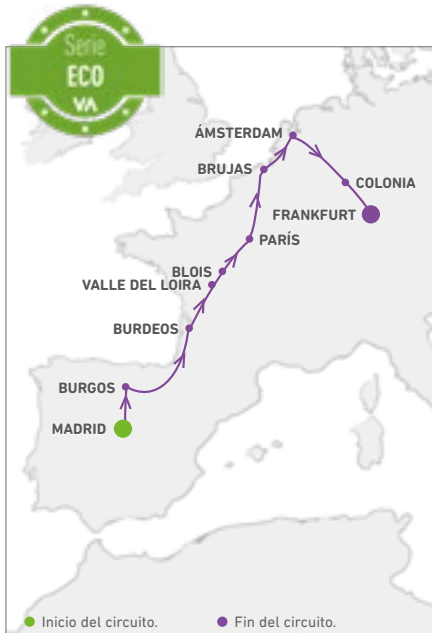 Serie
ECO
VA
ÁMSTERDAM
BRUJAS
COLONIA
FRANKFURT
PARÍS
BLOIS
VALLE DEL LOIRA
BURDEOS
BURGOS
MADRID
Inicio del circuito.
Fin del circuito.